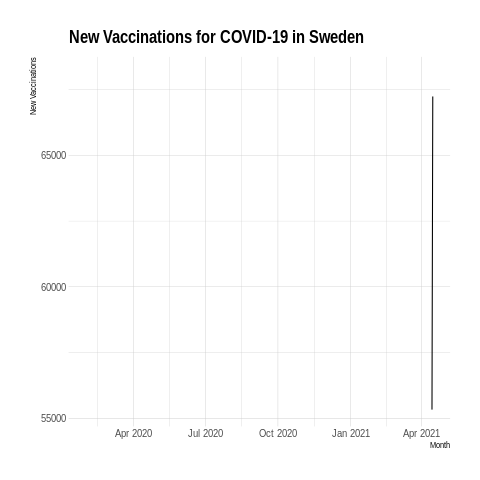 New Vaccinations for COVID-19 in Sweden
New Vaccinations
65000
60000
55000
Apr 2020 Jul 2020 Oct 2020 Jan 2021 Apr 2021
Month